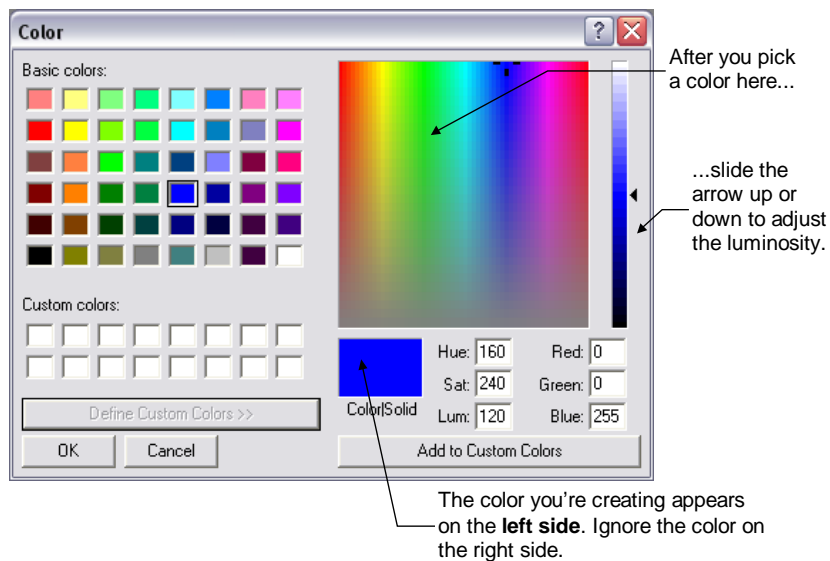 Color
?
X
Basic colors:
After you pick
a color here...
...slide the
arrow up or
down to adjust
the luminosity.
Custom colors:
Define Custom Colors >>
OK
Cancel
Color|Solid
Hue: 160
Sat: 240
Lum: 120
Red: 0
Green: 0
Blue: 255
Add to Custom Colors
The color you’re creating appears
on the left side. Ignore the color on
the right side.